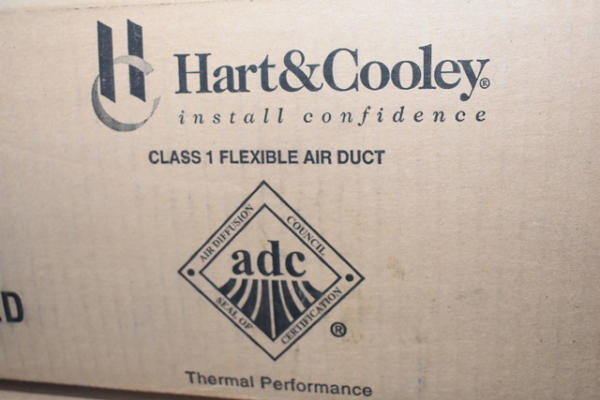 Hart&Cooley®
install confidence
CLASS 1 FLEXIBLE AIR DUCT
AIR DIFFUSION
COUNCIL
adc
SEAL OF
CERTIFICATION
®
D
Thermal Performance